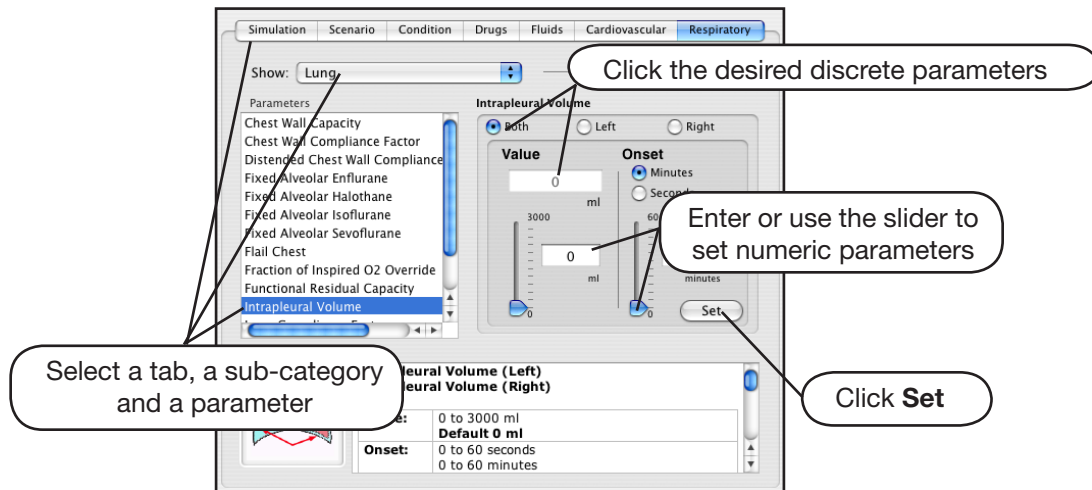 Simulation Scenario Condition Drugs Fluids Cardiovascular Respiratory
Show: Lung
Click the desired discrete parameters
Parameters
Chest Wall Capacity
Chest Wall Compliance Factor
Distended Chest Wall Compliance
Fixed Alveolar Enflurane
Fixed Alveolar Halothane
Fixed Alveolar Isoflurane
Fixed Alveolar Sevoflurane
Flail Chest
Fraction of Inspired O2 Override
Functional Residual Capacity
Intrapleural Volume
Intrapleural Volume
Both Left Right
Value Onset
0
ml
Minutes
3000
0
ml
0
0
minutes
Set
Enter or use the slider to
set numeric parameters
Select a tab, a sub-category
and a parameter
Click Set
Volume (Left)
Volume (Right)
0 to 3000 ml
Default 0 ml
Onset: 0 to 60 seconds
0 to 60 minutes